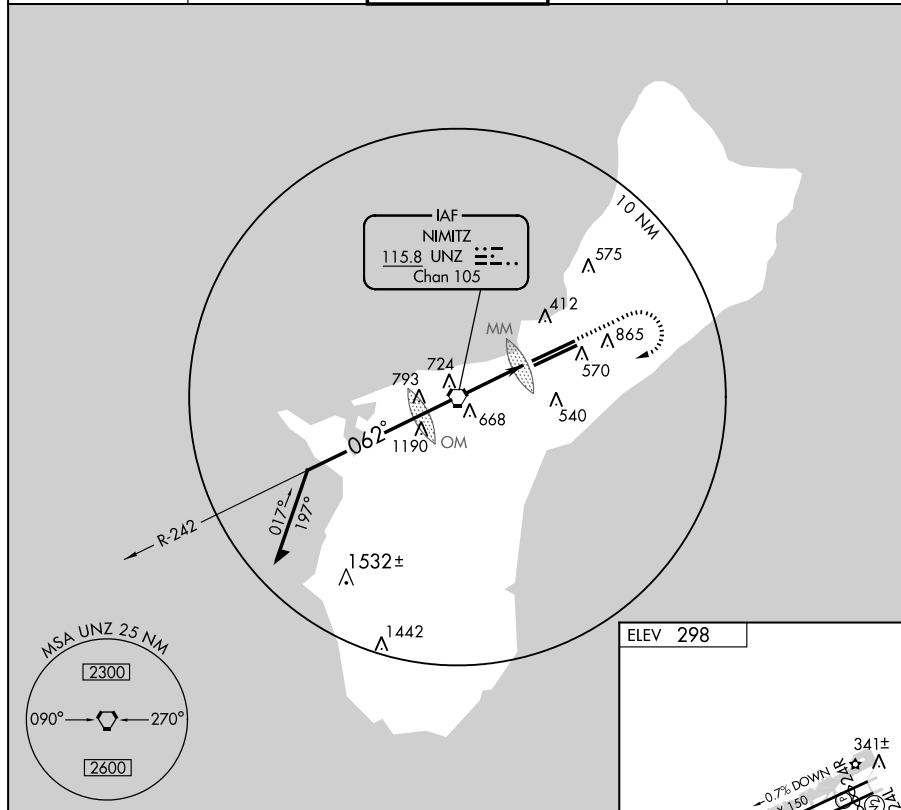 10 NM
IAF
NIMITZ
115.8 UNZ
Chan 105
575
412
MM
865
570
724
793
668
540
1190
OM
062°
017°
197°
R-242
1532±
1442
MSA UNZ 25 NM
2300
090°
270°
2600
ELEV 298
341±
0.7% DOWN
X 150
24R
24L
P